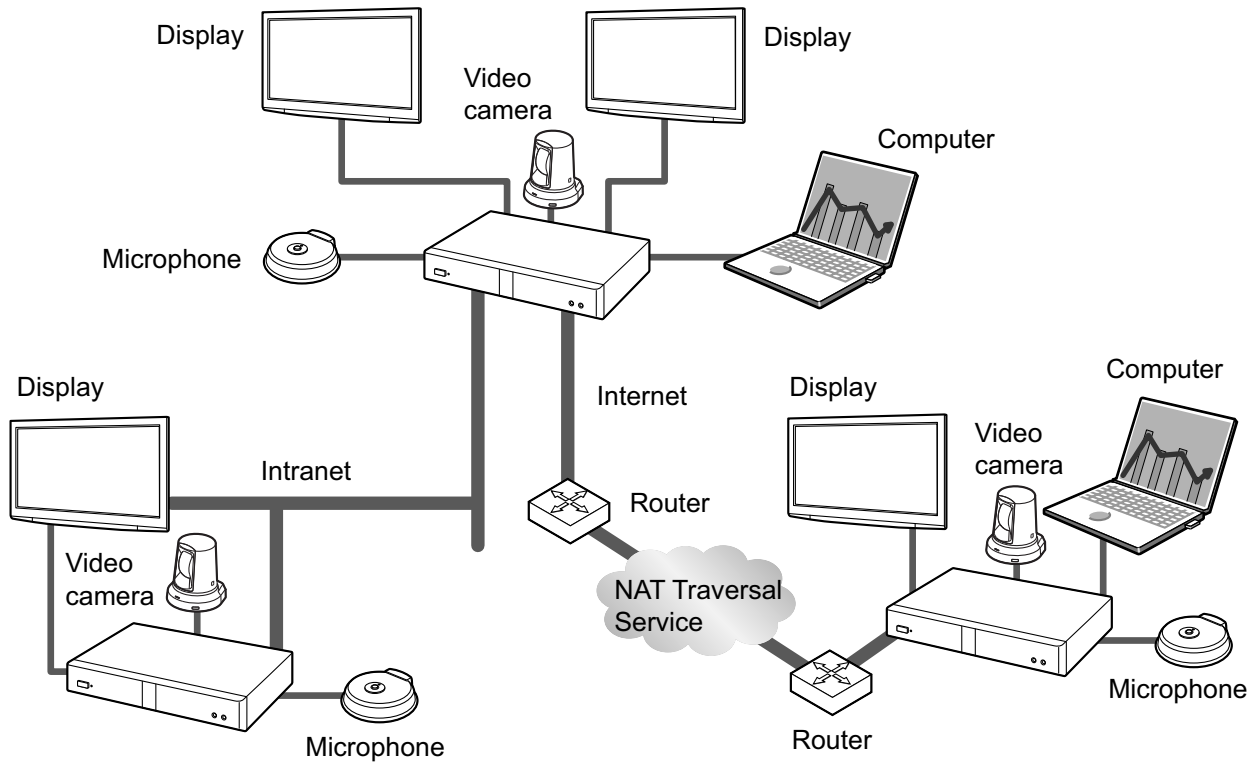 Display
Display
Video
camera
Computer
Microphone
Display
Internet
Display
Computer
Video
camera
Intranet
Router
Video
camera
NAT Traversal
Service
Microphone
Microphone
Router